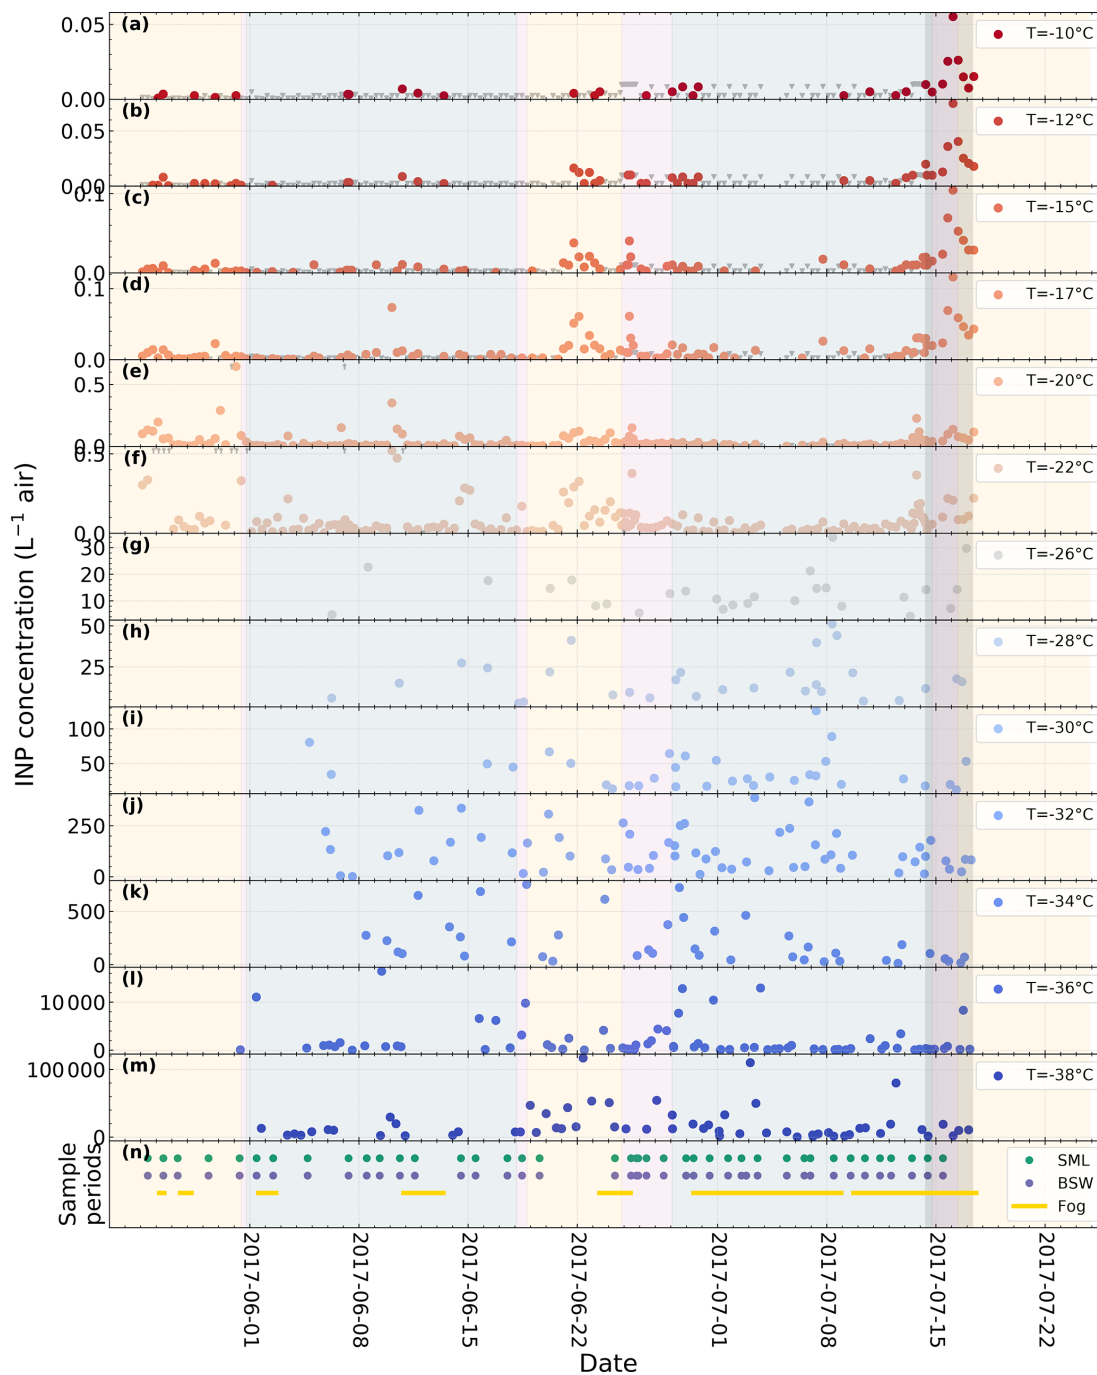 (a)
0.05
0.00
T=-10°C
(b)
0.05
0.00
T=-12°C
(c)
0.1
0.0
T=-15°C
(d)
0.1
0.0
T=-17°C
(e)
0.5
0.0
T=-20°C
(f)
0.5
0.0
T=-22°C
(g)
30
20
10
T=-26°C
(h)
50
25
T=-28°C
(i)
100
50
T=-30°C
(j)
250
0
T=-32°C
(k)
500
0
T=-34°C
(l)
10000
0
T=-36°C
(m)
100000
0
T=-38°C
(n)
SML
BSW
Fog
INP concentration (L⁻¹ air)
Sample
periods
2017-06-01
2017-06-08
2017-06-15
2017-06-22
2017-07-01
2017-07-08
2017-07-15
2017-07-22
Date